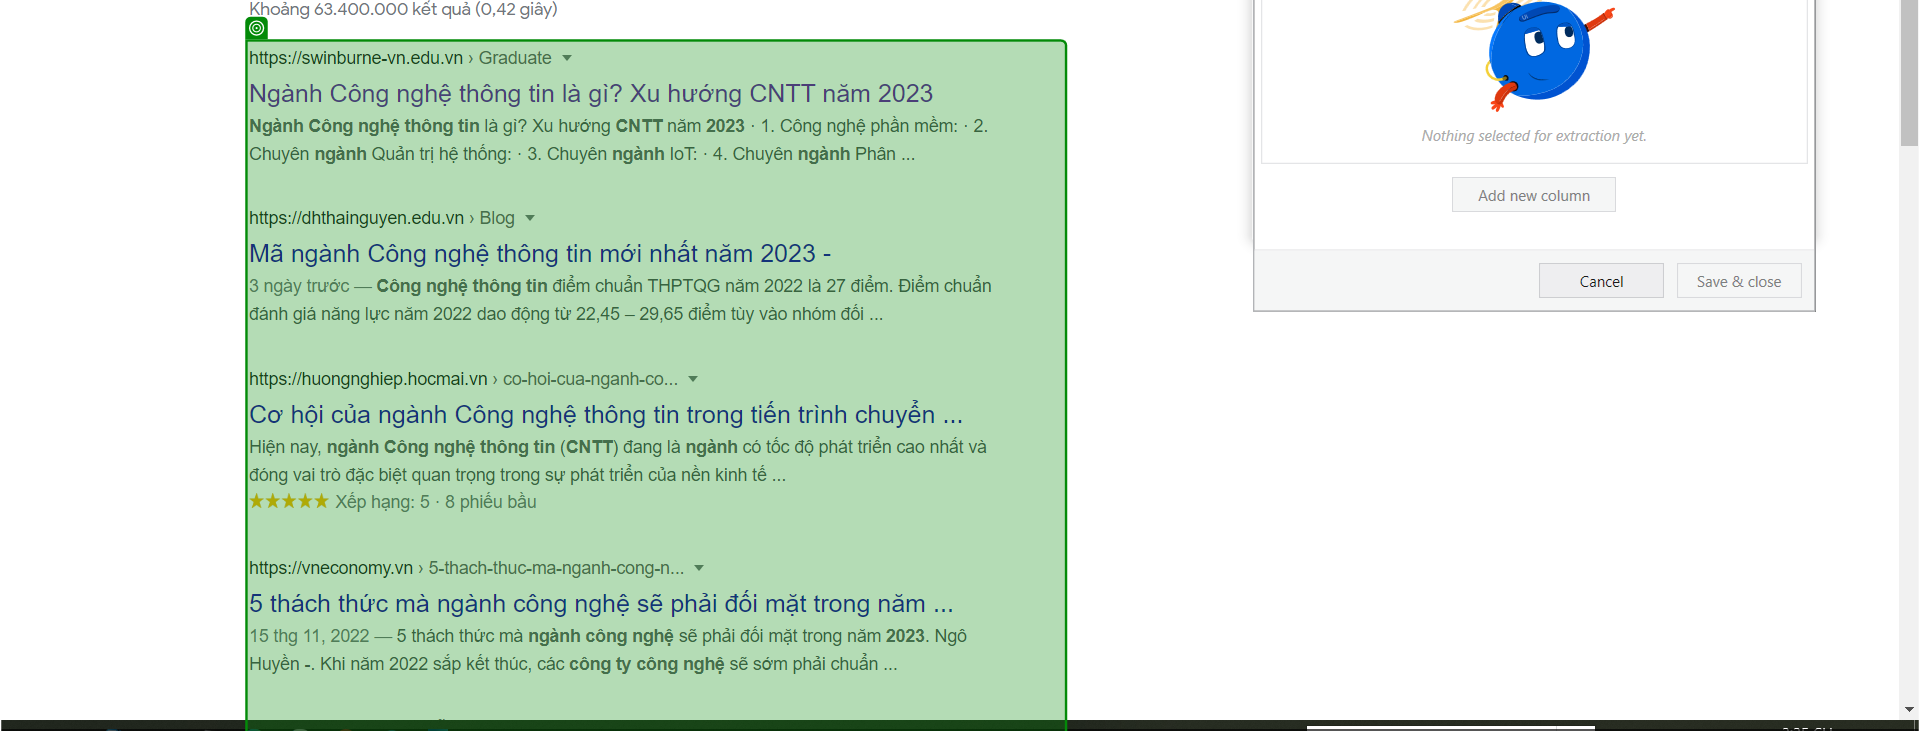 Khoảng 63.400.000 kết quả (0,42 giây)
https://swinburne-vn.edu.vn › Graduate
Ngành Công nghệ thông tin là gì? Xu hướng CNTT năm 2023
Ngành Công nghệ thông tin là gì? Xu hướng CNTT năm 2023 · 1. Công nghệ phần mềm: · 2.
Chuyên ngành Quản trị hệ thống: · 3. Chuyên ngành IoT: · 4. Chuyên ngành Phân ...
https://dhthainguyen.edu.vn › Blog
Mã ngành Công nghệ thông tin mới nhất năm 2023 -
3 ngày trước — Công nghệ thông tin điểm chuẩn THPTQG năm 2022 là 27 điểm. Điểm chuẩn
đánh giá năng lực năm 2022 dao động từ 22,45 – 29,65 điểm tùy vào nhóm đối ...
https://huongnghiep.hocmai.vn › co-hoi-cua-nganh-co...
Cơ hội của ngành Công nghệ thông tin trong tiến trình chuyển ...
Hiện nay, ngành Công nghệ thông tin (CNTT) đang là ngành có tốc độ phát triển cao nhất và
đóng vai trò đặc biệt quan trọng trong sự phát triển của nền kinh tế ...
★★★★★ Xếp hạng: 5 · 8 phiếu bầu
https://vneconomy.vn › 5-thach-thuc-ma-nganh-cong-n...
5 thách thức mà ngành công nghệ sẽ phải đối mặt trong năm ...
15 thg 11, 2022 — 5 thách thức mà ngành công nghệ sẽ phải đối mặt trong năm 2023. Ngô
Huyền -. Khi năm 2022 sắp kết thúc, các công ty công nghệ sẽ sớm phải chuẩn ...
Nothing selected for extraction yet.
Add new column
Cancel
Save & close